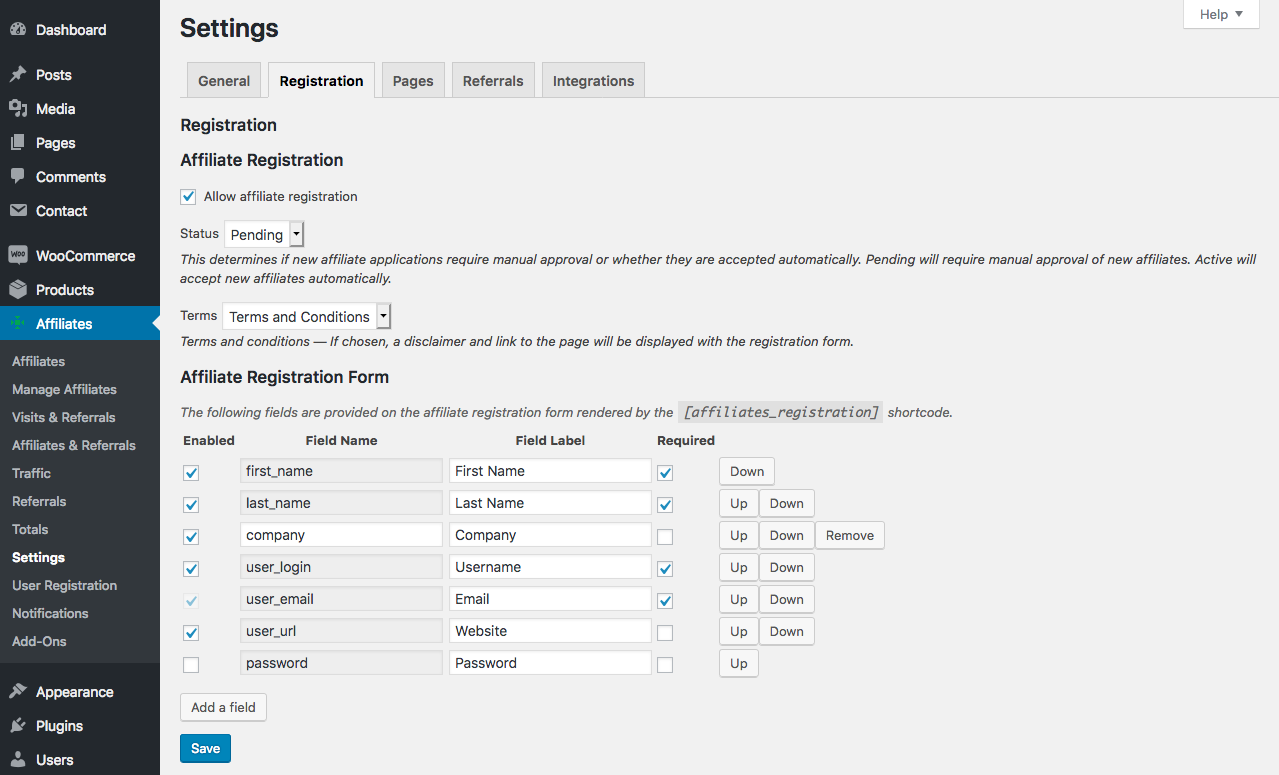 Dashboard
Posts
Media
Pages
Comments
Contact
WOO WooCommerce
Products
Affiliates
Affiliates
Manage Affiliates
Visits & Referrals
Affiliates & Referrals
Traffic
Referrals
Totals
Settings
User Registration
Notifications
Add-Ons
Appearance
Plugins
Users
Help
Settings
General Registration Pages Referrals Integrations
Registration
Affiliate Registration
Allow affiliate registration
Status Pending
This determines if new affiliate applications require manual approval or whether they are accepted automatically. Pending will require manual approval of new affiliates. Active will
accept new affiliates automatically.
Terms Terms and Conditions
Terms and conditions — If chosen, a disclaimer and link to the page will be displayed with the registration form.
Affiliate Registration Form
The following fields are provided on the affiliate registration form rendered by the [affiliates_registration] shortcode.
Enabled Field Name Field Label Required
first_name First Name Down
last_name Last Name Up Down
company Company Up Down Remove
user_login Username Up Down
user_email Email Up Down
user_url Website Up Down
password Password Up
Add a field
Save